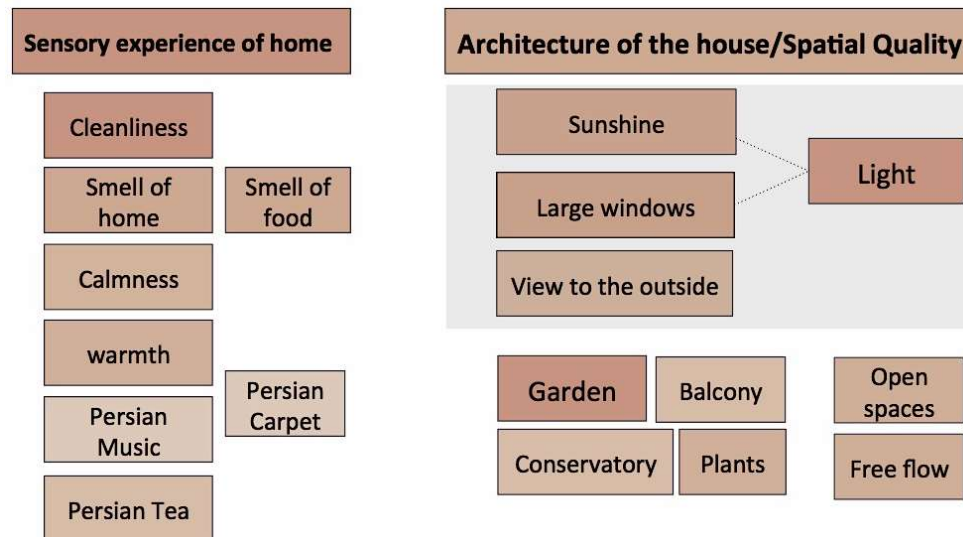 Sensory experience of home
Cleanliness
Smell of
home
Smell of
food
Calmness
warmth
Persian
Carpet
Persian
Music
Persian Tea
Architecture of the house/Spatial Quality
Sunshine
Light
Large windows
View to the outside
Garden
Balcony
Open
spaces
Conservatory
Plants
Free flow